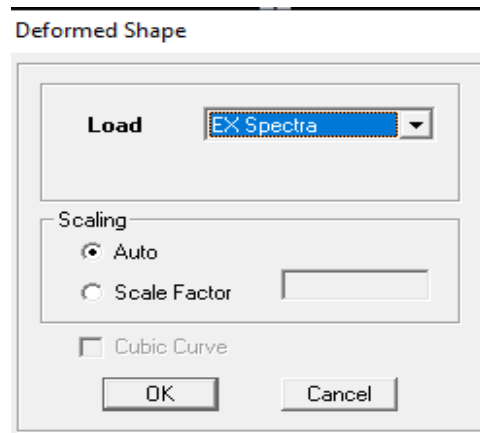 Deformed Shape
Load EX Spectra
Scaling
Auto
Scale Factor
Cubic Curve
OK Cancel